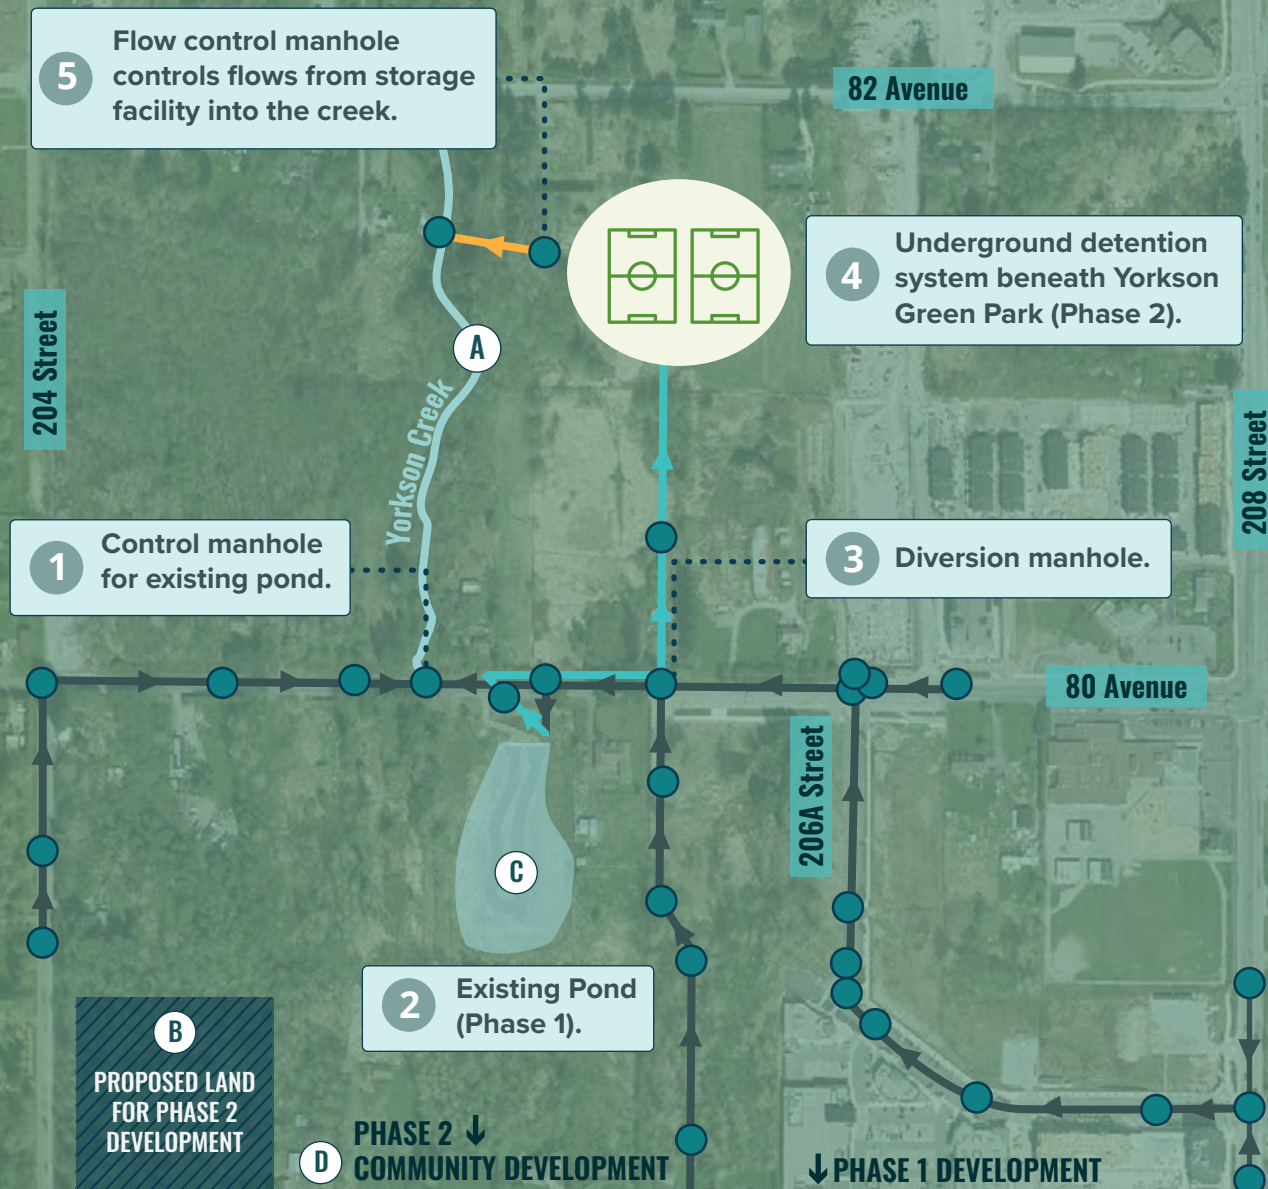 5
Flow control manhole
controls flows from storage
facility into the creek.
82 Avenue
4
Underground detention
system beneath Yorkson
Green Park (Phase 2).
204 Street
A
Yorkson Creek
208 Street
1
Control manhole
for existing pond.
3
Diversion manhole.
80 Avenue
206A Street
C
2
Existing Pond
(Phase 1).
B
PROPOSED LAND
FOR PHASE 2
DEVELOPMENT
D
PHASE 2 ↓
COMMUNITY DEVELOPMENT
↓ PHASE 1 DEVELOPMENT